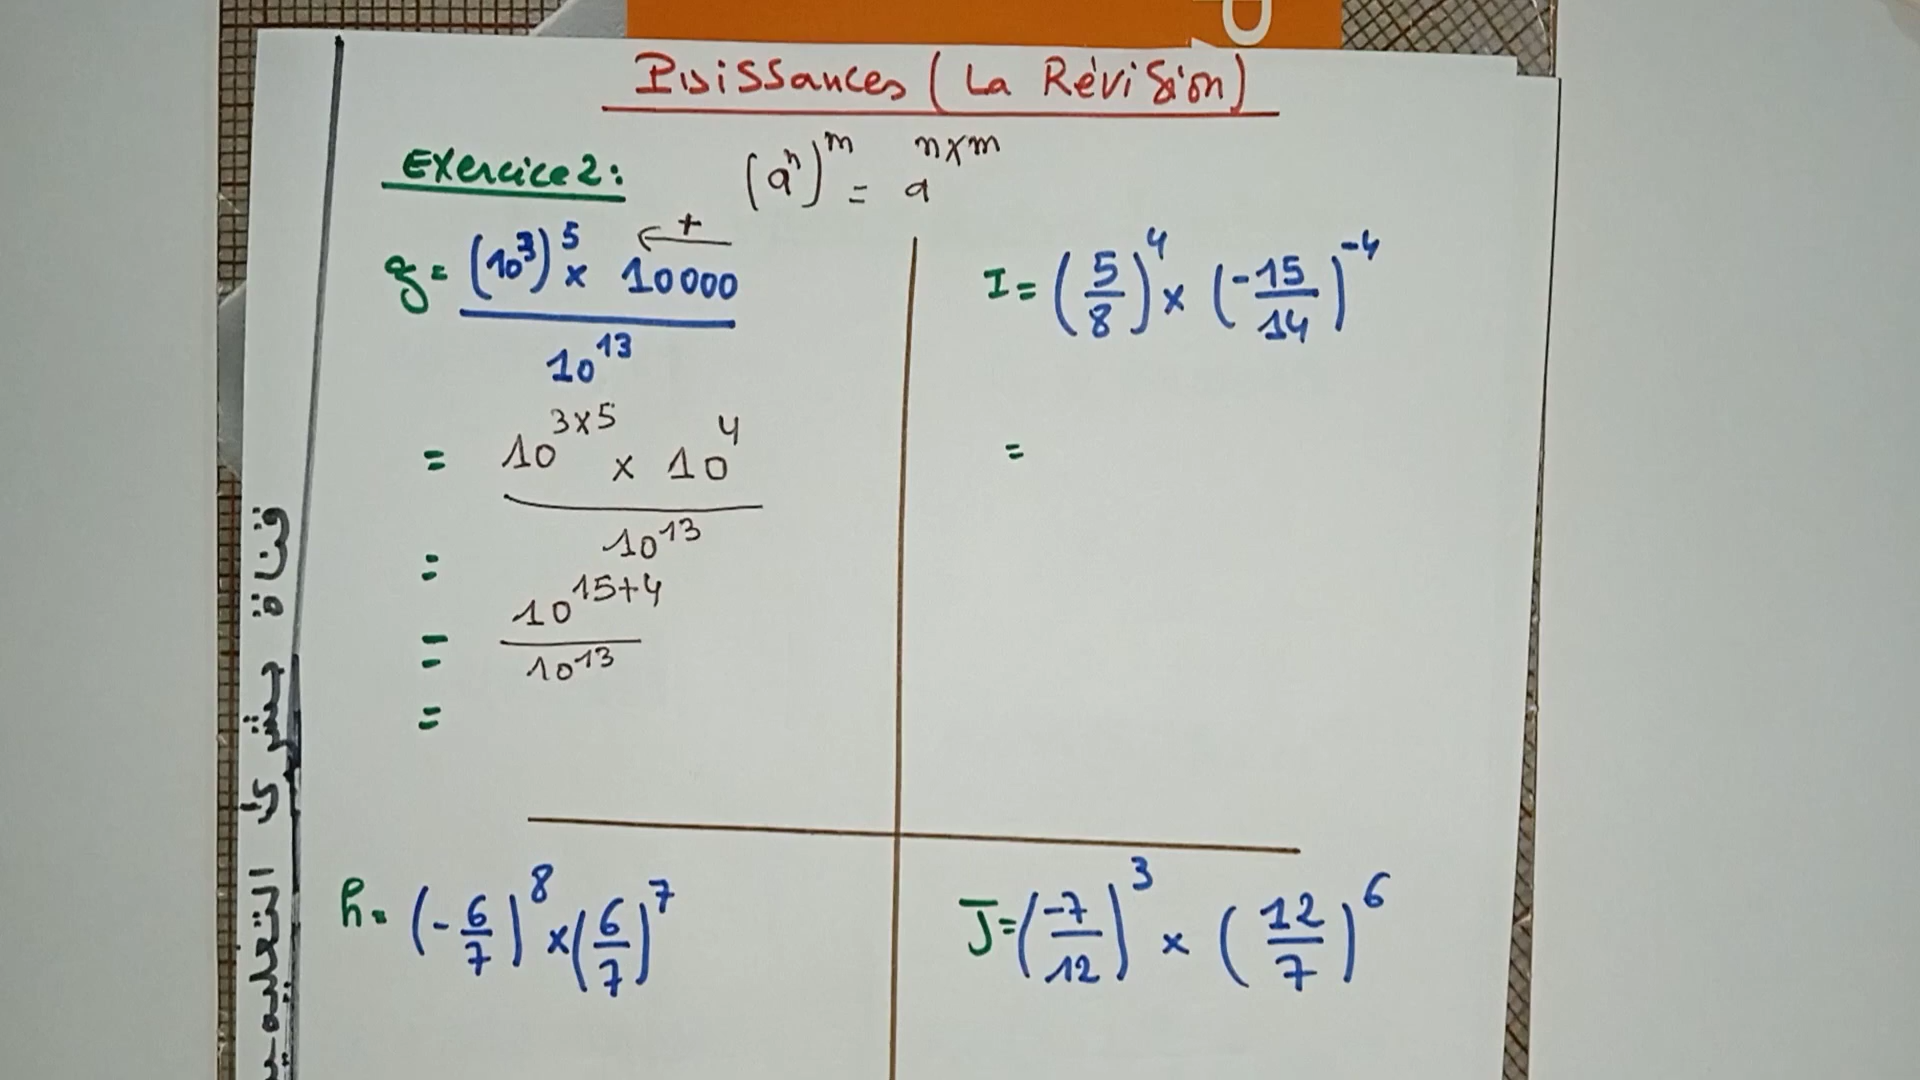 Puissances (La Révision)
Exercice 2:
(a^n)^m = a^{n×m}
g = ((10^3)^5 × 10000) / 10^13
+
= (10^{3×5} × 10^4) / 10^13
=
= 10^{15+4} / 10^13
=
I = (5/8)^4 × (-15/14)^-4
=
h = (-6/7)^8 × (6/7)^7
J = (-7/12)^3 × (12/7)^6
قناة